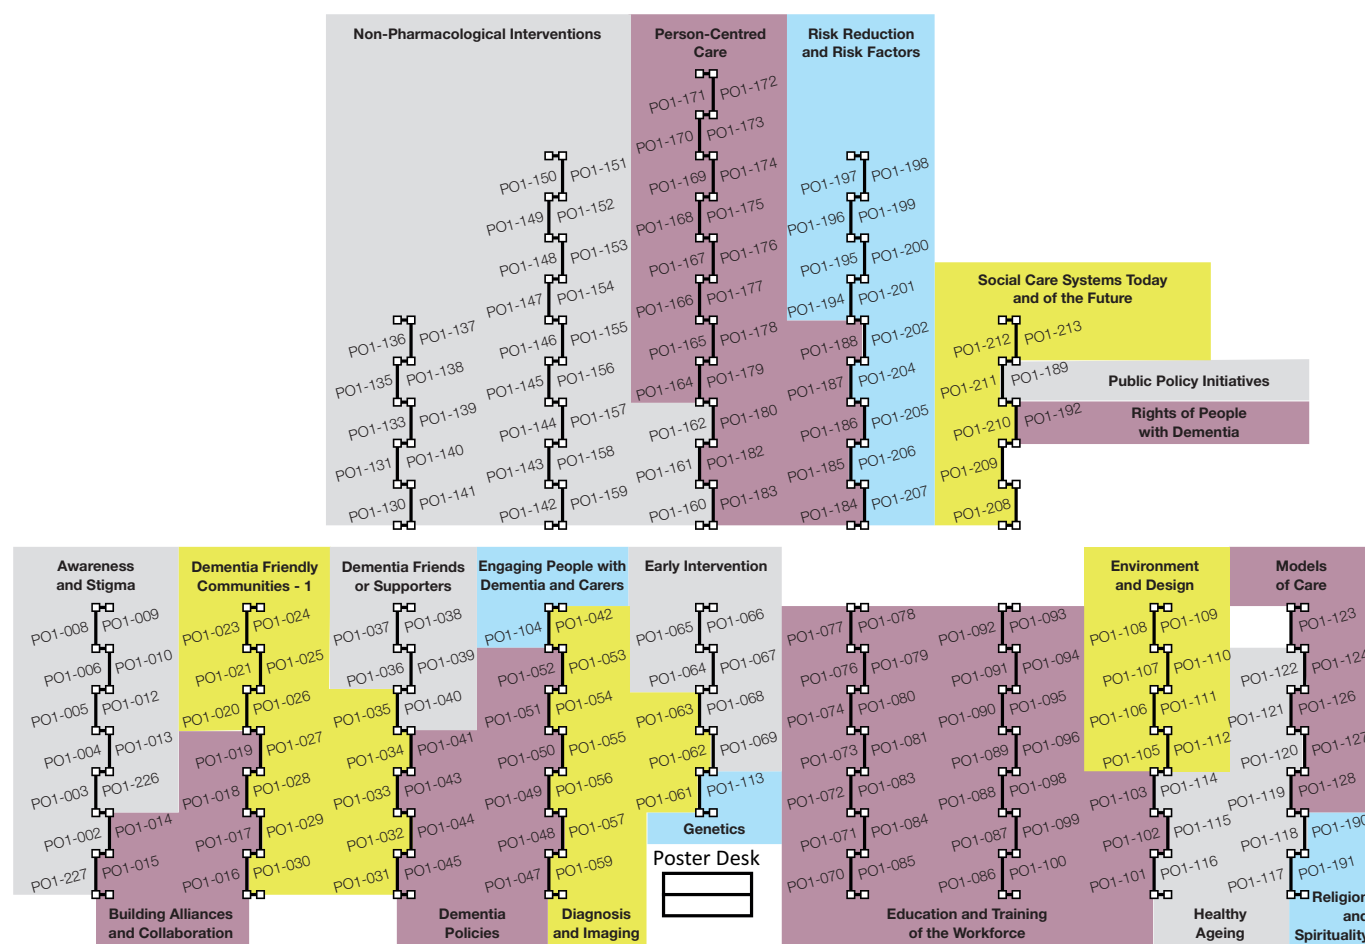 Non-Pharmacological Interventions
Person-Centred
Care
Risk Reduction
and Risk Factors
PO1-171 PO1-172
PO1-170 PO1-173
PO1-150 PO1-151 PO1-169 PO1-174 PO1-197 PO1-198
PO1-149 PO1-152 PO1-168 PO1-175 PO1-196 PO1-199
PO1-148 PO1-153 PO1-167 PO1-176 PO1-195 PO1-200
PO1-147 PO1-154 PO1-166 PO1-177 PO1-194 PO1-201
Social Care Systems Today
and of the Future
PO1-136 PO1-137 PO1-146 PO1-155 PO1-165 PO1-178 PO1-188 PO1-202 PO1-212 PO1-213
PO1-135 PO1-138 PO1-145 PO1-156 PO1-164 PO1-179 PO1-187 PO1-204 PO1-211 PO1-189
Public Policy Initiatives
PO1-133 PO1-139 PO1-144 PO1-157 PO1-162 PO1-180 PO1-186 PO1-205 PO1-210 PO1-192
Rights of People
with Dementia
PO1-131 PO1-140 PO1-143 PO1-158 PO1-161 PO1-182 PO1-185 PO1-206 PO1-209
PO1-130 PO1-141 PO1-142 PO1-159 PO1-160 PO1-183 PO1-184 PO1-207 PO1-208
Awareness
and Stigma
Dementia Friendly
Communities - 1
Dementia Friends
or Supporters
Engaging People with
Dementia and Carers
Early Intervention
Environment
and Design
Models
of Care
PO1-008 PO1-009 PO1-023 PO1-024 PO1-037 PO1-038 PO1-104 PO1-042 PO1-065 PO1-066 PO1-077 PO1-078 PO1-092 PO1-093 PO1-108 PO1-109 PO1-123
PO1-006 PO1-010 PO1-021 PO1-025 PO1-036 PO1-039 PO1-052 PO1-053 PO1-064 PO1-067 PO1-076 PO1-079 PO1-091 PO1-094 PO1-107 PO1-110 PO1-122 PO1-124
PO1-005 PO1-012 PO1-020 PO1-026 PO1-035 PO1-040 PO1-051 PO1-054 PO1-063 PO1-068 PO1-074 PO1-080 PO1-090 PO1-095 PO1-106 PO1-111 PO1-121 PO1-126
PO1-004 PO1-013 PO1-019 PO1-027 PO1-034 PO1-041 PO1-050 PO1-055 PO1-062 PO1-069 PO1-073 PO1-081 PO1-089 PO1-096 PO1-105 PO1-112 PO1-120 PO1-127
PO1-003 PO1-226 PO1-018 PO1-028 PO1-033 PO1-043 PO1-049 PO1-056 PO1-061 PO1-113 PO1-072 PO1-083 PO1-088 PO1-098 PO1-103 PO1-114 PO1-119 PO1-128
PO1-002 PO1-014 PO1-017 PO1-029 PO1-032 PO1-044 PO1-048 PO1-057 PO1-071 PO1-084 PO1-087 PO1-099 PO1-102 PO1-115 PO1-118 PO1-190
Genetics
PO1-227 PO1-015 PO1-016 PO1-030 PO1-031 PO1-045 PO1-047 PO1-059 PO1-070 PO1-085 PO1-086 PO1-100 PO1-101 PO1-116 PO1-117 PO1-191
Poster Desk
Building Alliances
and Collaboration
Dementia
Policies
Diagnosis
and Imaging
Education and Training
of the Workforce
Healthy
Ageing
Religion
and
Spirituality